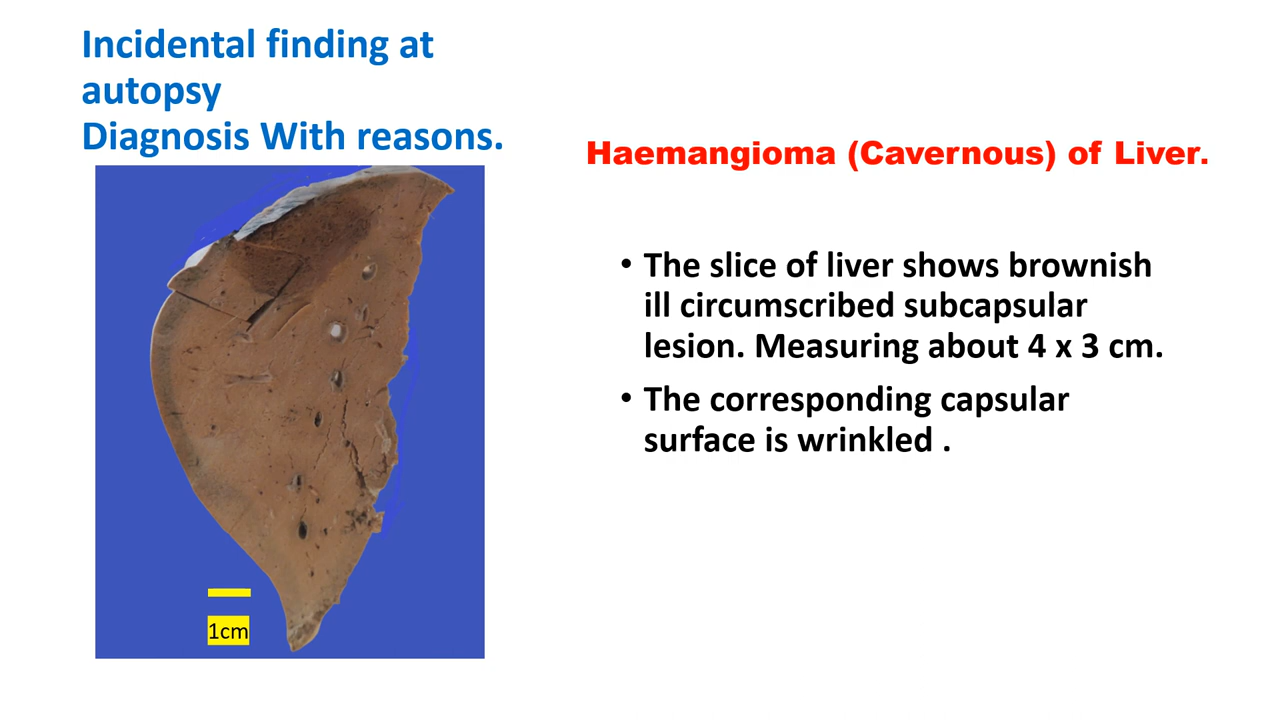 Incidental finding at
autopsy
Diagnosis With reasons.
Haemangioma (Cavernous) of Liver.
• The slice of liver shows brownish
ill circumscribed subcapsular
lesion. Measuring about 4 x 3 cm.
• The corresponding capsular
surface is wrinkled .
1cm